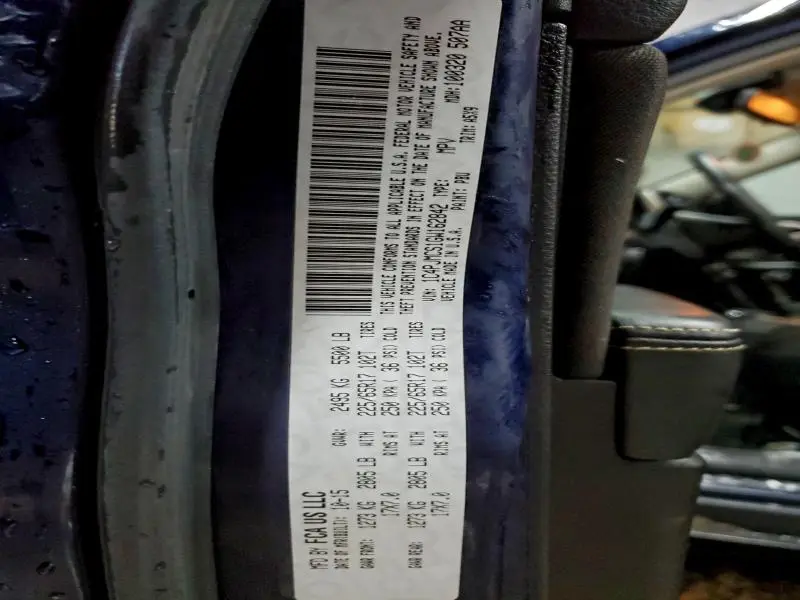 MFD BY FCA US LLC
DATE OF MFR: 10-15 GVWR: 2495 KG 5500 LB
GAWR FRONT: 1273 KG 2805 LB WITH 225/65R17 102T TIRES
17X7.0 RIMS AT 250 KPA ( 36 PSI) COLD
GAWR REAR: 1273 KG 2805 LB WITH 225/65R17 102T TIRES
17X7.0 RIMS AT 250 KPA ( 36 PSI) COLD
THIS VEHICLE CONFORMS TO ALL APPLICABLE U.S.A. FEDERAL MOTOR VEHICLE SAFETY AND
THEFT PREVENTION STANDARDS IN EFFECT ON THE DATE OF MANUFACTURE SHOWN ABOVE.
VIN: 1C4PJMCS1GW162842 TYPE: MPV MDH: 100320 507AA
VEHICLE MADE IN U.S.A. PAINT: PBU TRIM: A5X9